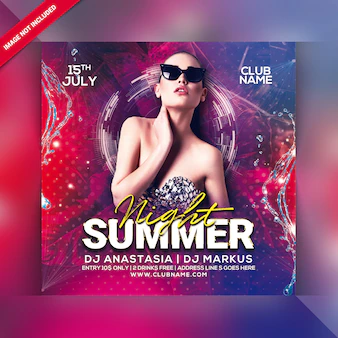 IMAGE NOT INCLUDED
15TH
JULY
CLUB
NAME
Night
SUMMER
DJ ANASTASIA | DJ MARKUS
ENTRY 10$ ONLY | 2 DRINKS FREE | ADDRESS LINE S GOES HERE
WWW.CLUBNAME.COM